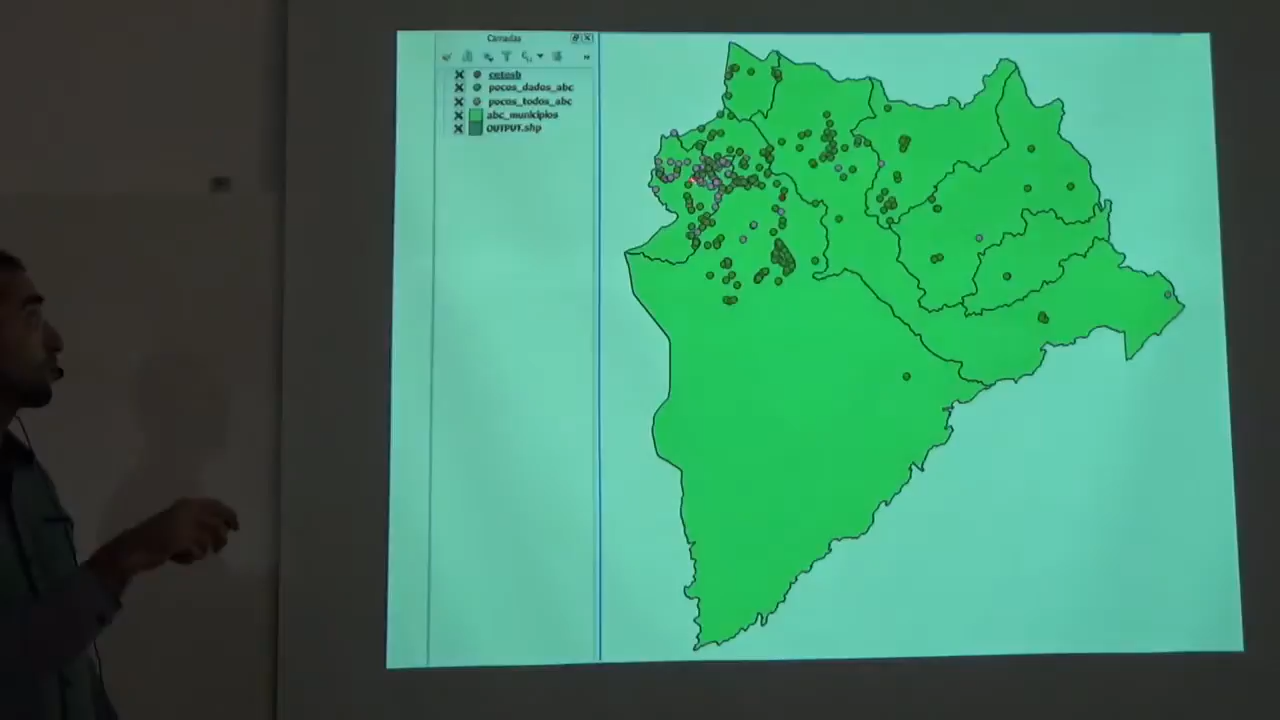 Camadas
cetesb
pocos_dados_abc
pocos_todos_abc
abc_municipios
OUTPUT.shp